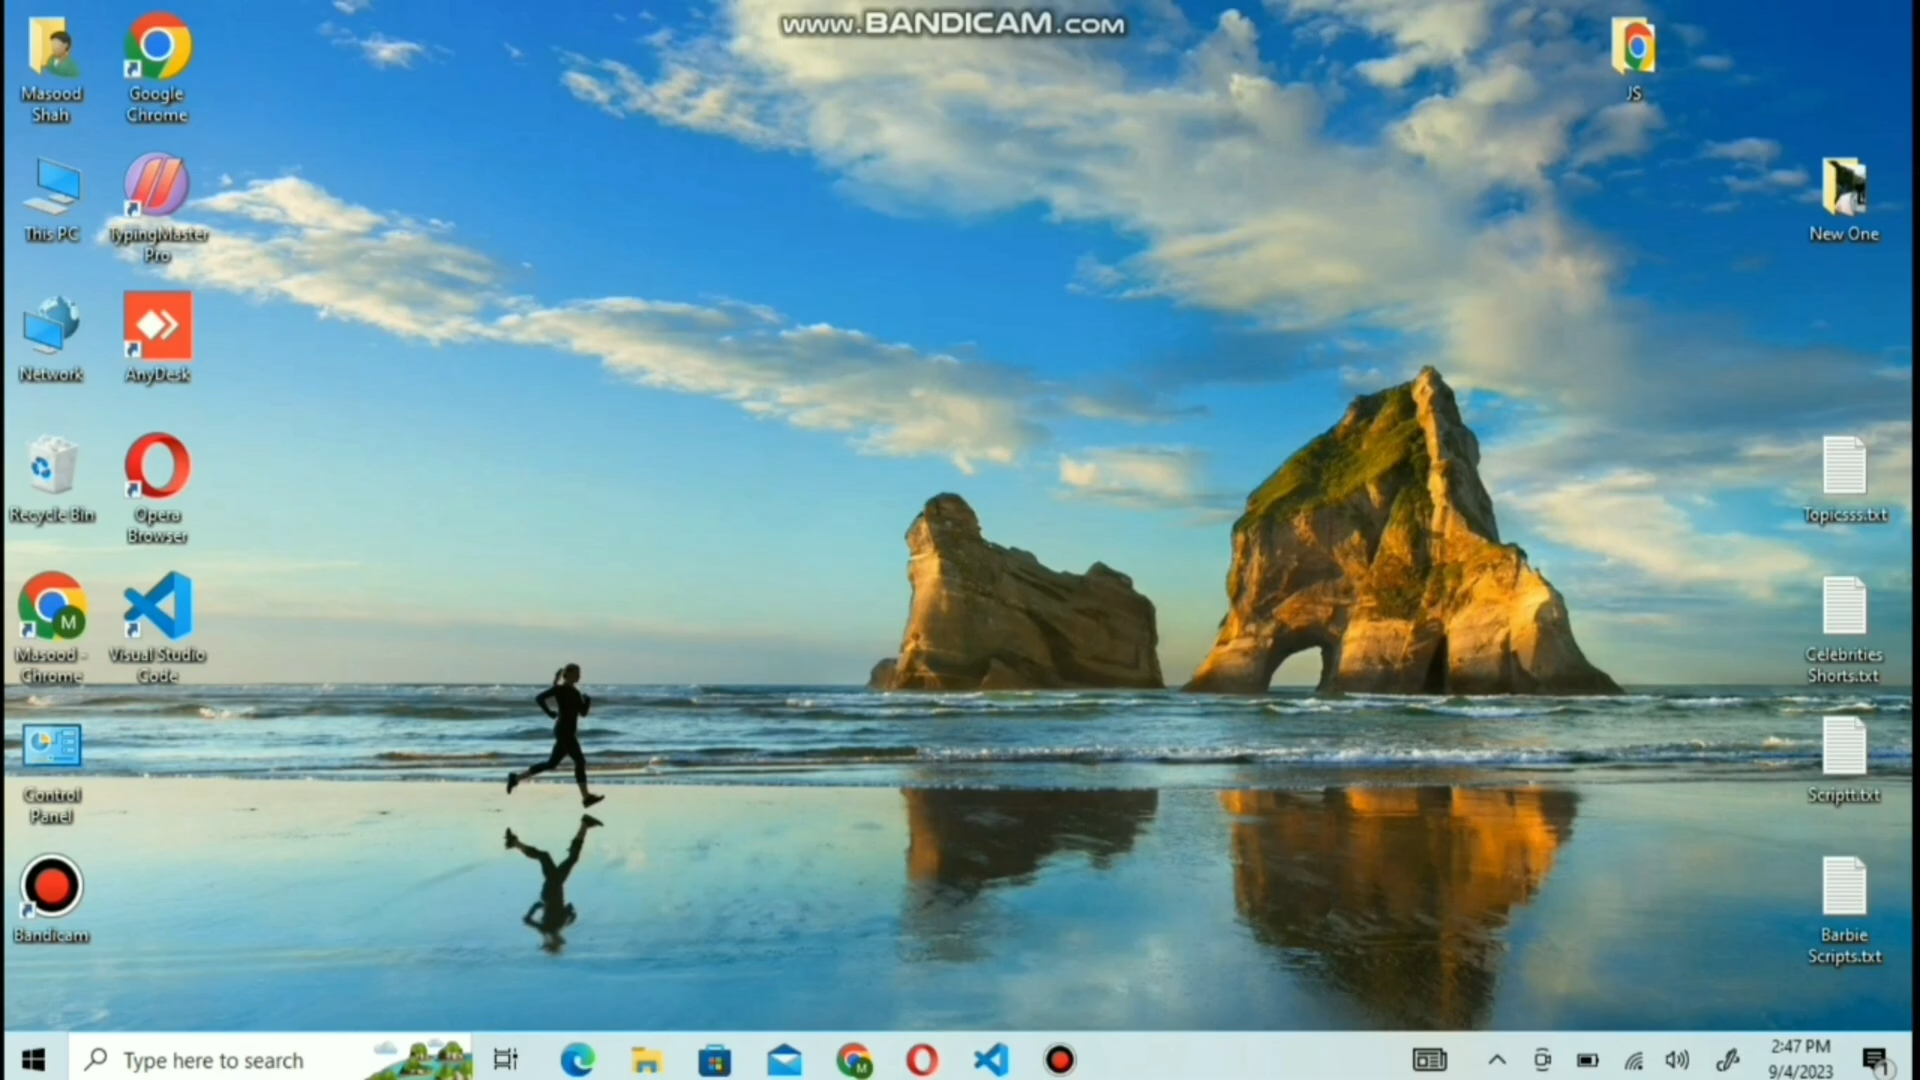 www.BANDICAM.com
Masood
Shah
Google
Chrome
JS
This PC
TypingMaster
Pro
New One
Network
AnyDesk
Recycle Bin
Opera
Browser
Topicsss.txt
Masood -
Chrome
Visual Studio
Code
Celebrities
Shorts.txt
Control
Panel
Scriptt.txt
Bandicam
Barbie
Scripts.txt
Type here to search
2:47 PM
9/4/2023
M
M
1